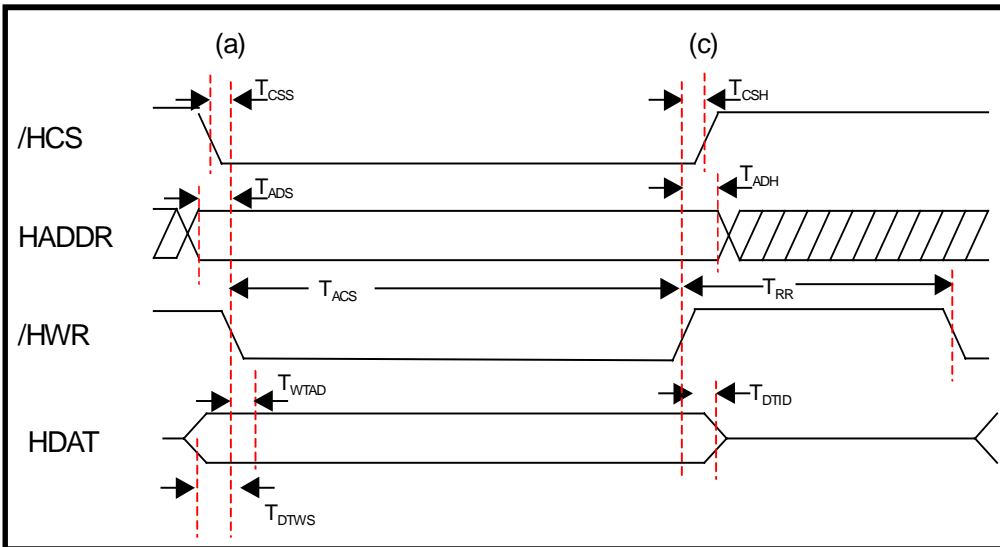 (a) (c)
TCSS TCSH
/HCS
TADS TADH
HADDR
TACS TRR
/HWR
TWTAD TDTID
HDAT
TDTWS